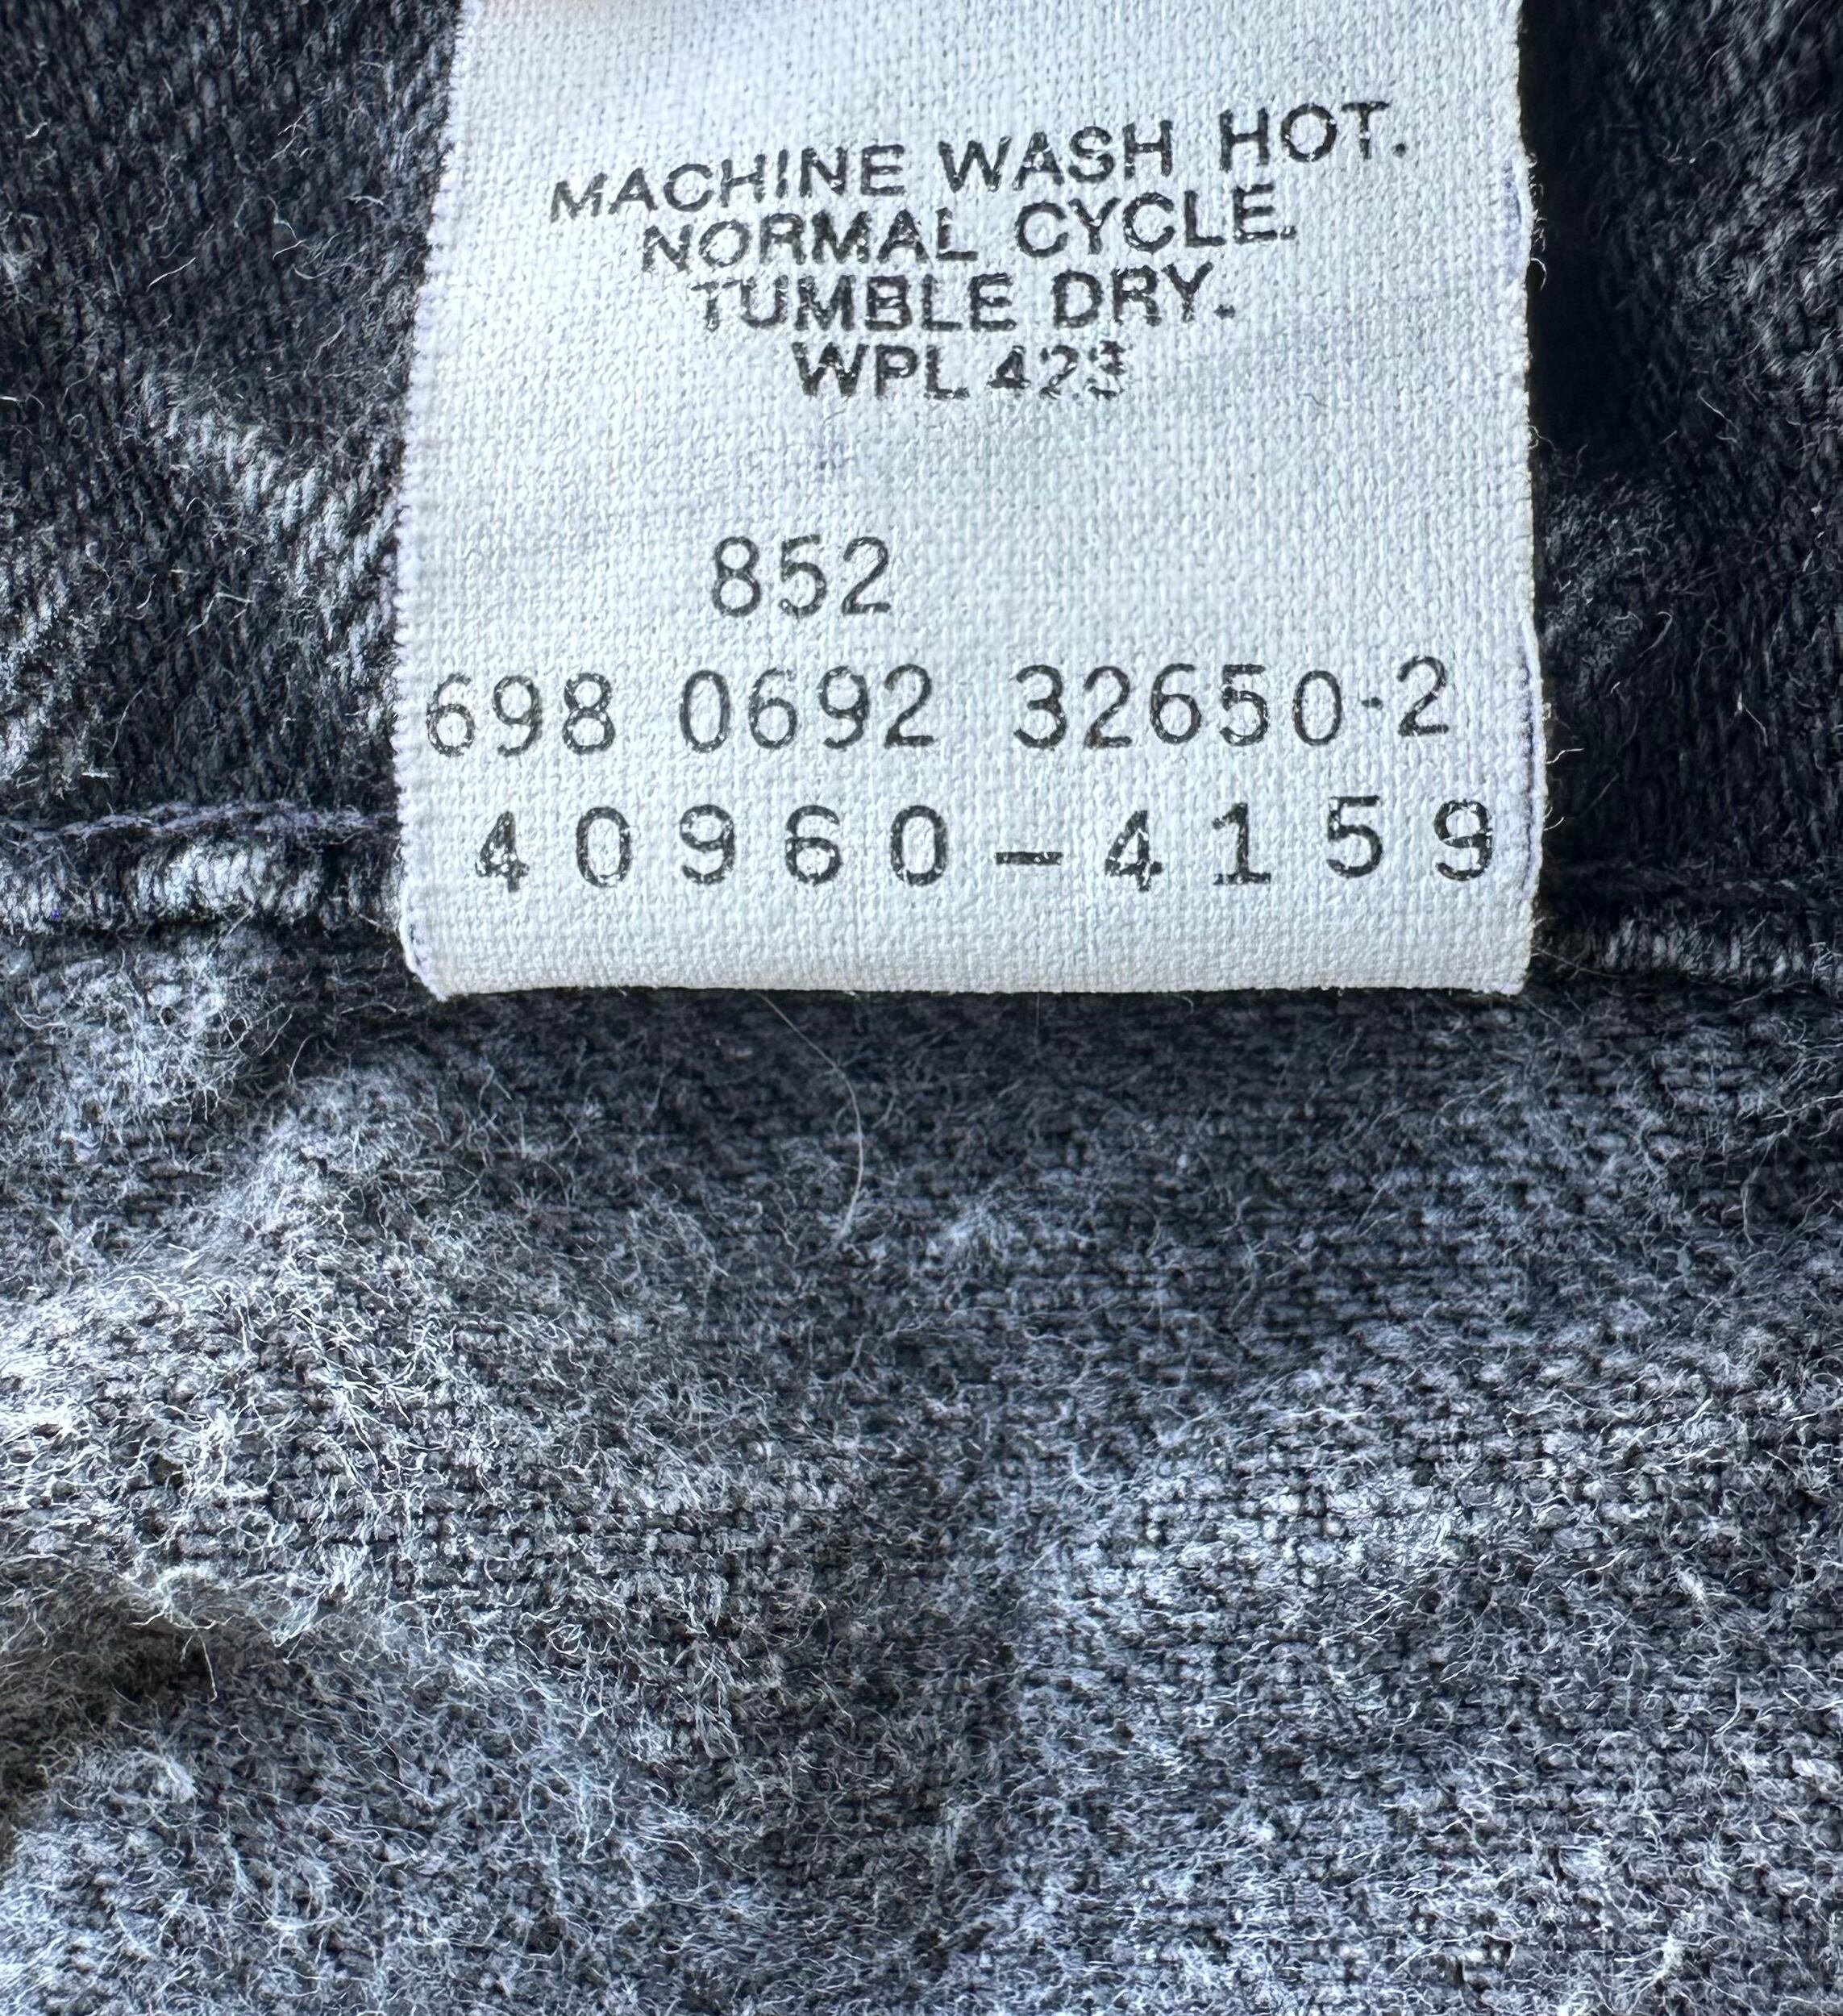 MACHINE WASH HOT.
NORMAL CYCLE.
TUMBLE DRY.
WPL 423
852
698 0692 32650-2
40960-4159